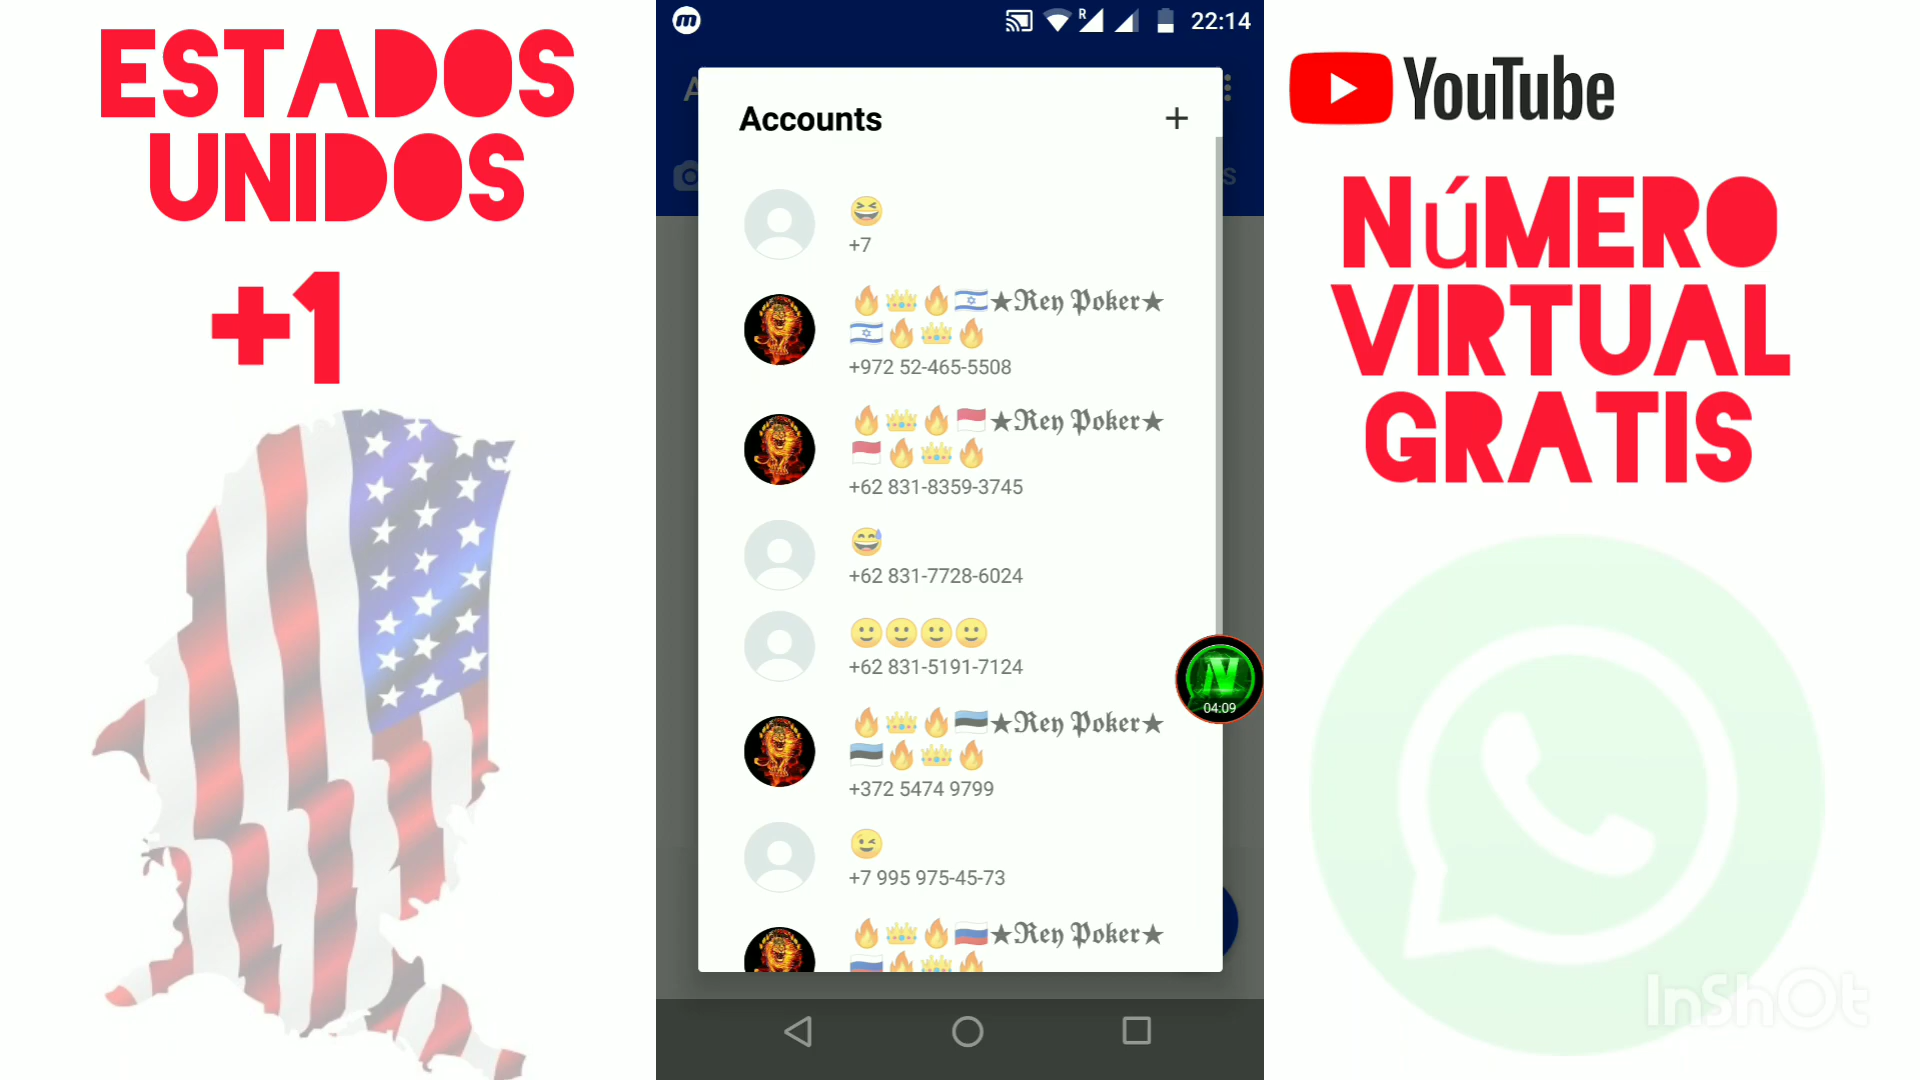 ESTADOS
UNIDOS
+1
22:14
R
Accounts
+
😆
+7
🔥👑🔥🇮🇱★𝕽𝖊𝖞 𝕻𝖔𝖐𝖊𝖗★
🇮🇱🔥👑🔥
+972 52-465-5508
🔥👑🔥🇮🇩★𝕽𝖊𝖞 𝕻𝖔𝖐𝖊𝖗★
🇮🇩🔥👑🔥
+62 831-8359-3745
😅
+62 831-7728-6024
🙂🙂🙂🙂
+62 831-5191-7124
🔥👑🔥🇪🇪★𝕽𝖊𝖞 𝕻𝖔𝖐𝖊𝖗★
🇪🇪🔥👑🔥
+372 5474 9799
😉
+7 995 975-45-73
🔥👑🔥🇷🇺★𝕽𝖊𝖞 𝕻𝖔𝖐𝖊𝖗★
🇷🇺🔥👑🔥
N
04:09
YouTube
NúMERO
VIRTUAL
GRATIS
InShOt